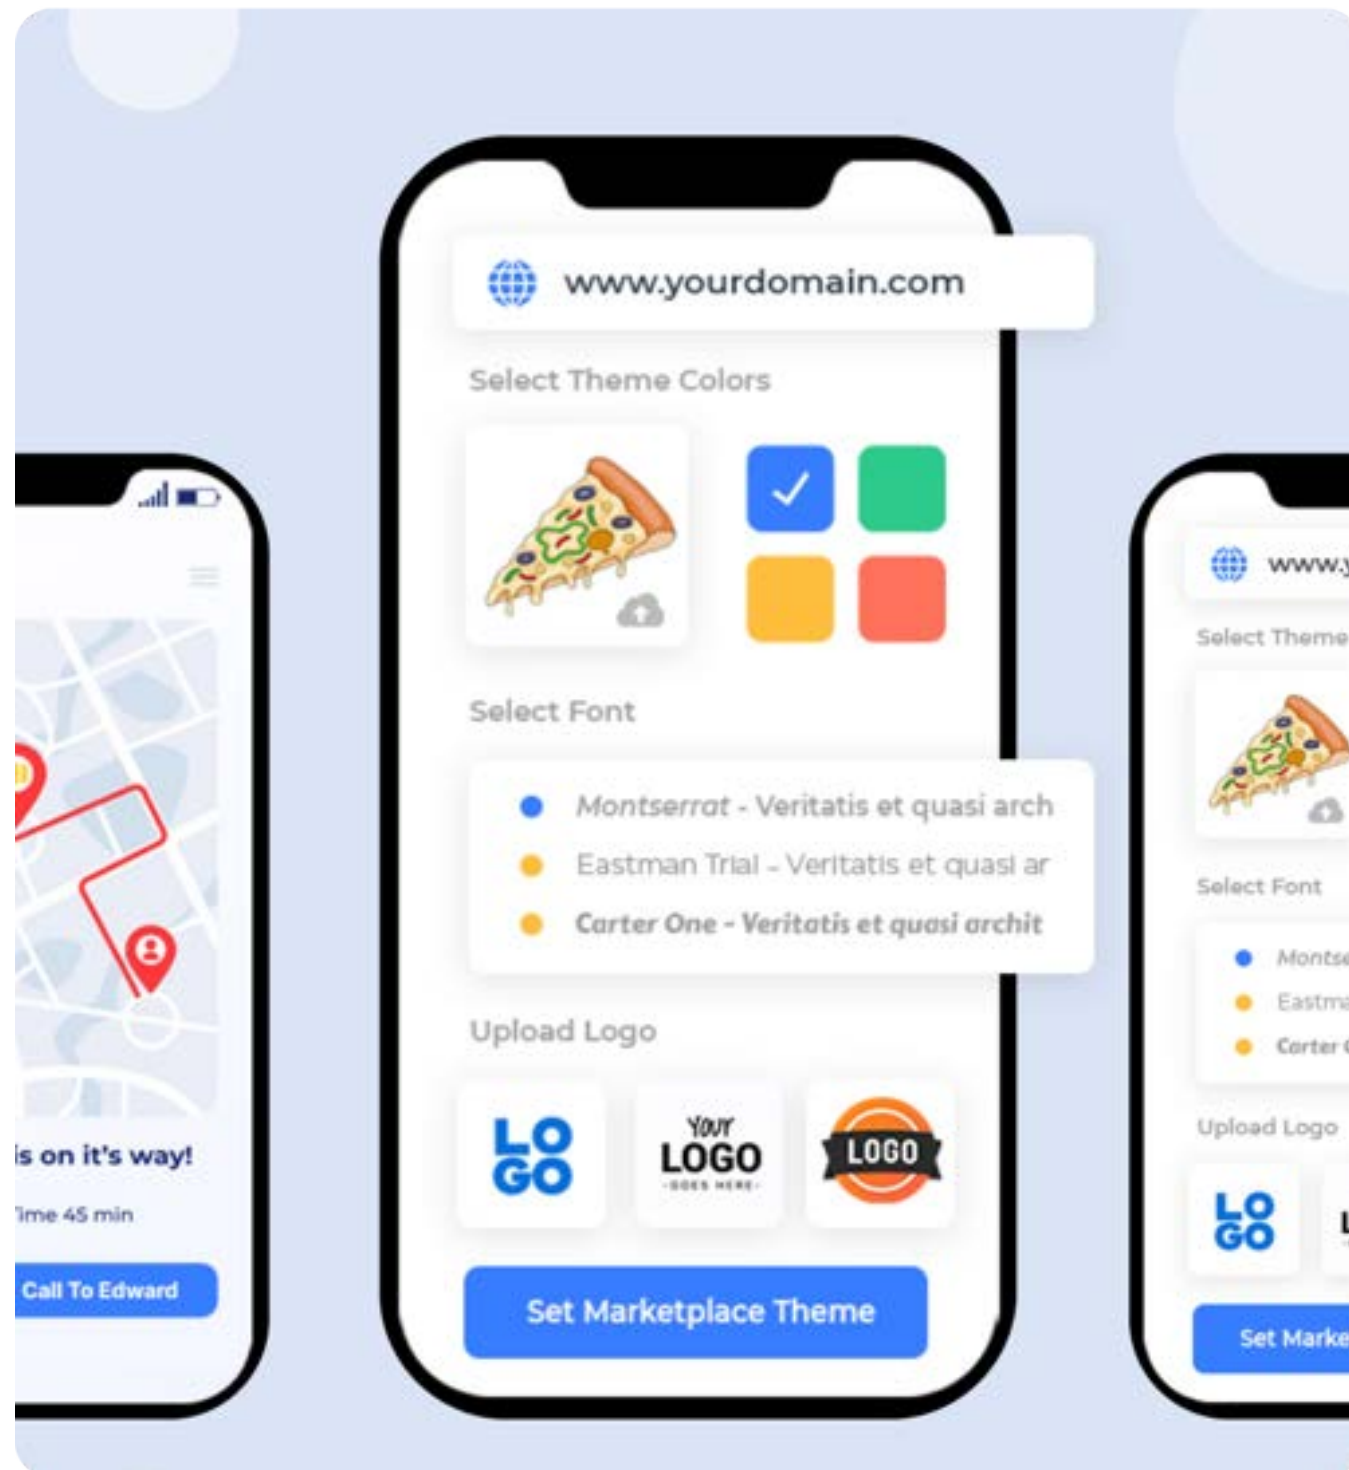 www.yourdomain.com
Select Theme Colors
Select Font
Montserrat - Veritatis et quasi arch
Eastman Trial - Veritatis et quasi ar
Carter One - Veritatis et quasi archit
Upload Logo
LO
GO
YOUR
LOGO
-GOES HERE-
LOGO
Set Marketplace Theme
is on it's way!
ime 45 min
Call To Edward
www.y
Select Theme
Select Font
Montse
Eastma
Carter
Upload Logo
LO
GO
L
Set Marke